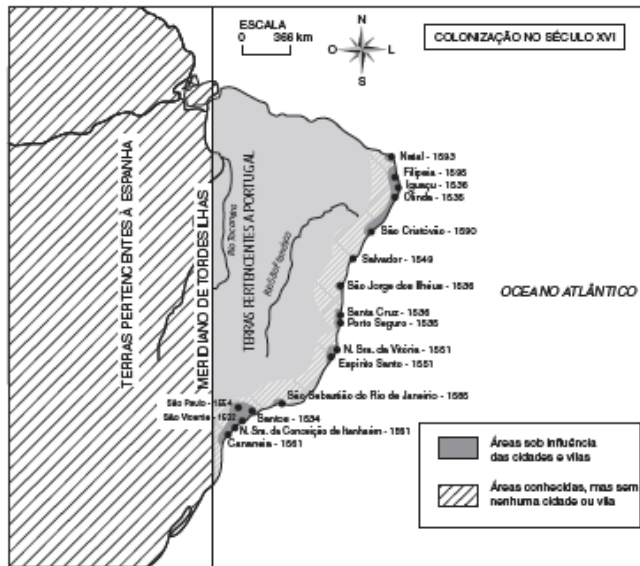 ESCALA
0 366 km
N
O L
S
COLONIZAÇÃO NO SÉCULO XVI
TERRAS PERTENCENTES À ESPANHA
MERIDIANO DE TORDESILHAS
Rio Tocantins
TERRAS PERTENCENTES A PORTUGAL
Rio São Francisco
Natal - 1593
Filipeia - 1595
Iguaçu - 1536
Olinda - 1535
São Cristóvão - 1590
Salvador - 1549
São Jorge dos Ilhéus - 1536
Santa Cruz - 1536
Porto Seguro - 1535
N. Sra. da Vitória - 1551
Espírito Santo - 1551
São Sebastião do Rio de Janeiro - 1565
São Paulo - 1554
São Vicente - 1532
Santos - 1534
N. Sra. da Conceição de Itanhaém - 1561
Cananeia - 1561
OCEANO ATLÂNTICO
Áreas sob influência
das cidades e vilas
Áreas conhecidas, mas sem
nenhuma cidade ou vila